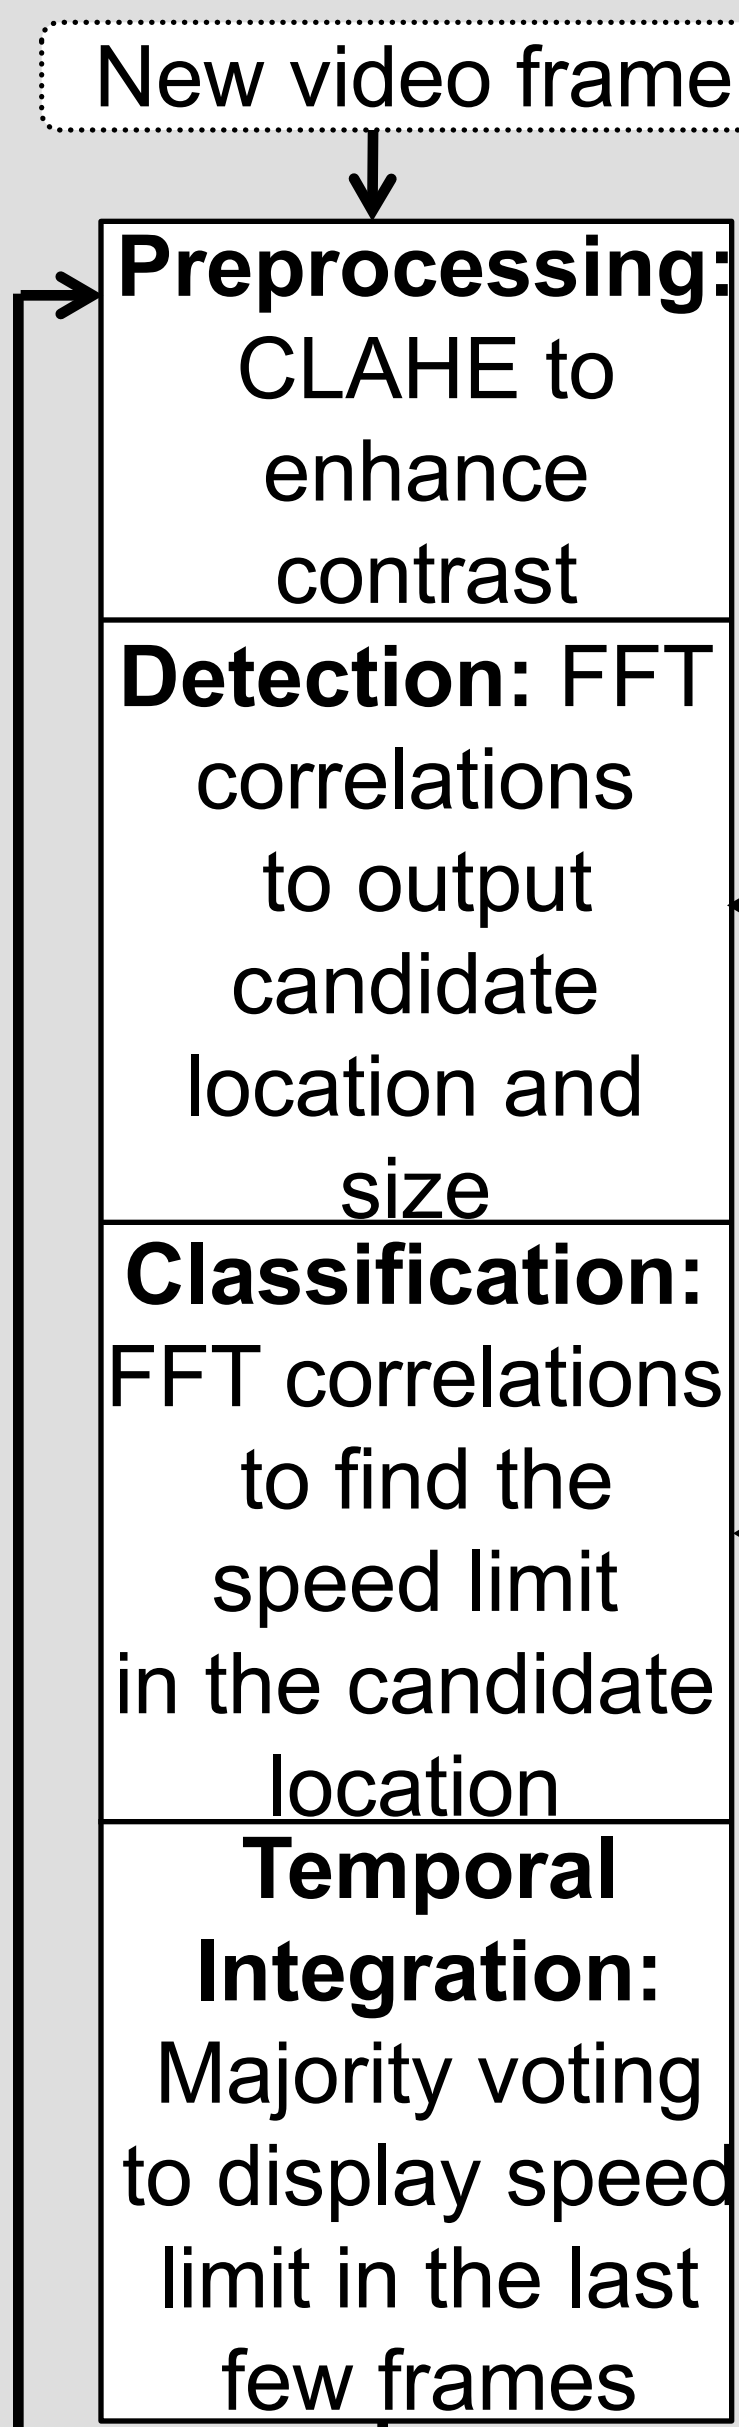 New video frame
Preprocessing:
CLAHE to
enhance
contrast
Detection: FFT
correlations
to output
candidate
location and
size
Classification:
FFT correlations
to find the
speed limit
in the candidate
location
Temporal
Integration:
Majority voting
to display speed
limit in the last
few frames